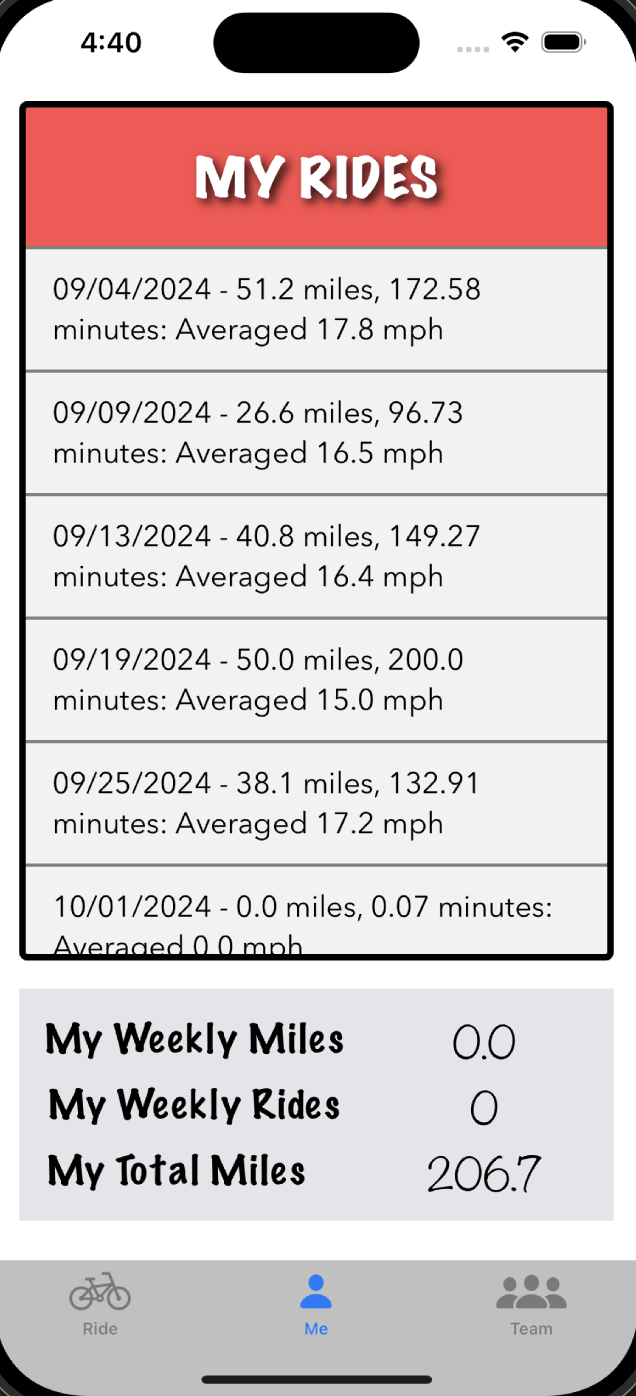 4:40
MY RIDES
09/04/2024 - 51.2 miles, 172.58
minutes: Averaged 17.8 mph
09/09/2024 - 26.6 miles, 96.73
minutes: Averaged 16.5 mph
09/13/2024 - 40.8 miles, 149.27
minutes: Averaged 16.4 mph
09/19/2024 - 50.0 miles, 200.0
minutes: Averaged 15.0 mph
09/25/2024 - 38.1 miles, 132.91
minutes: Averaged 17.2 mph
10/01/2024 - 0.0 miles, 0.07 minutes:
Averaged 0.0 mph
My Weekly Miles 0.0
My Weekly Rides 0
My Total Miles 206.7
Ride Me Team